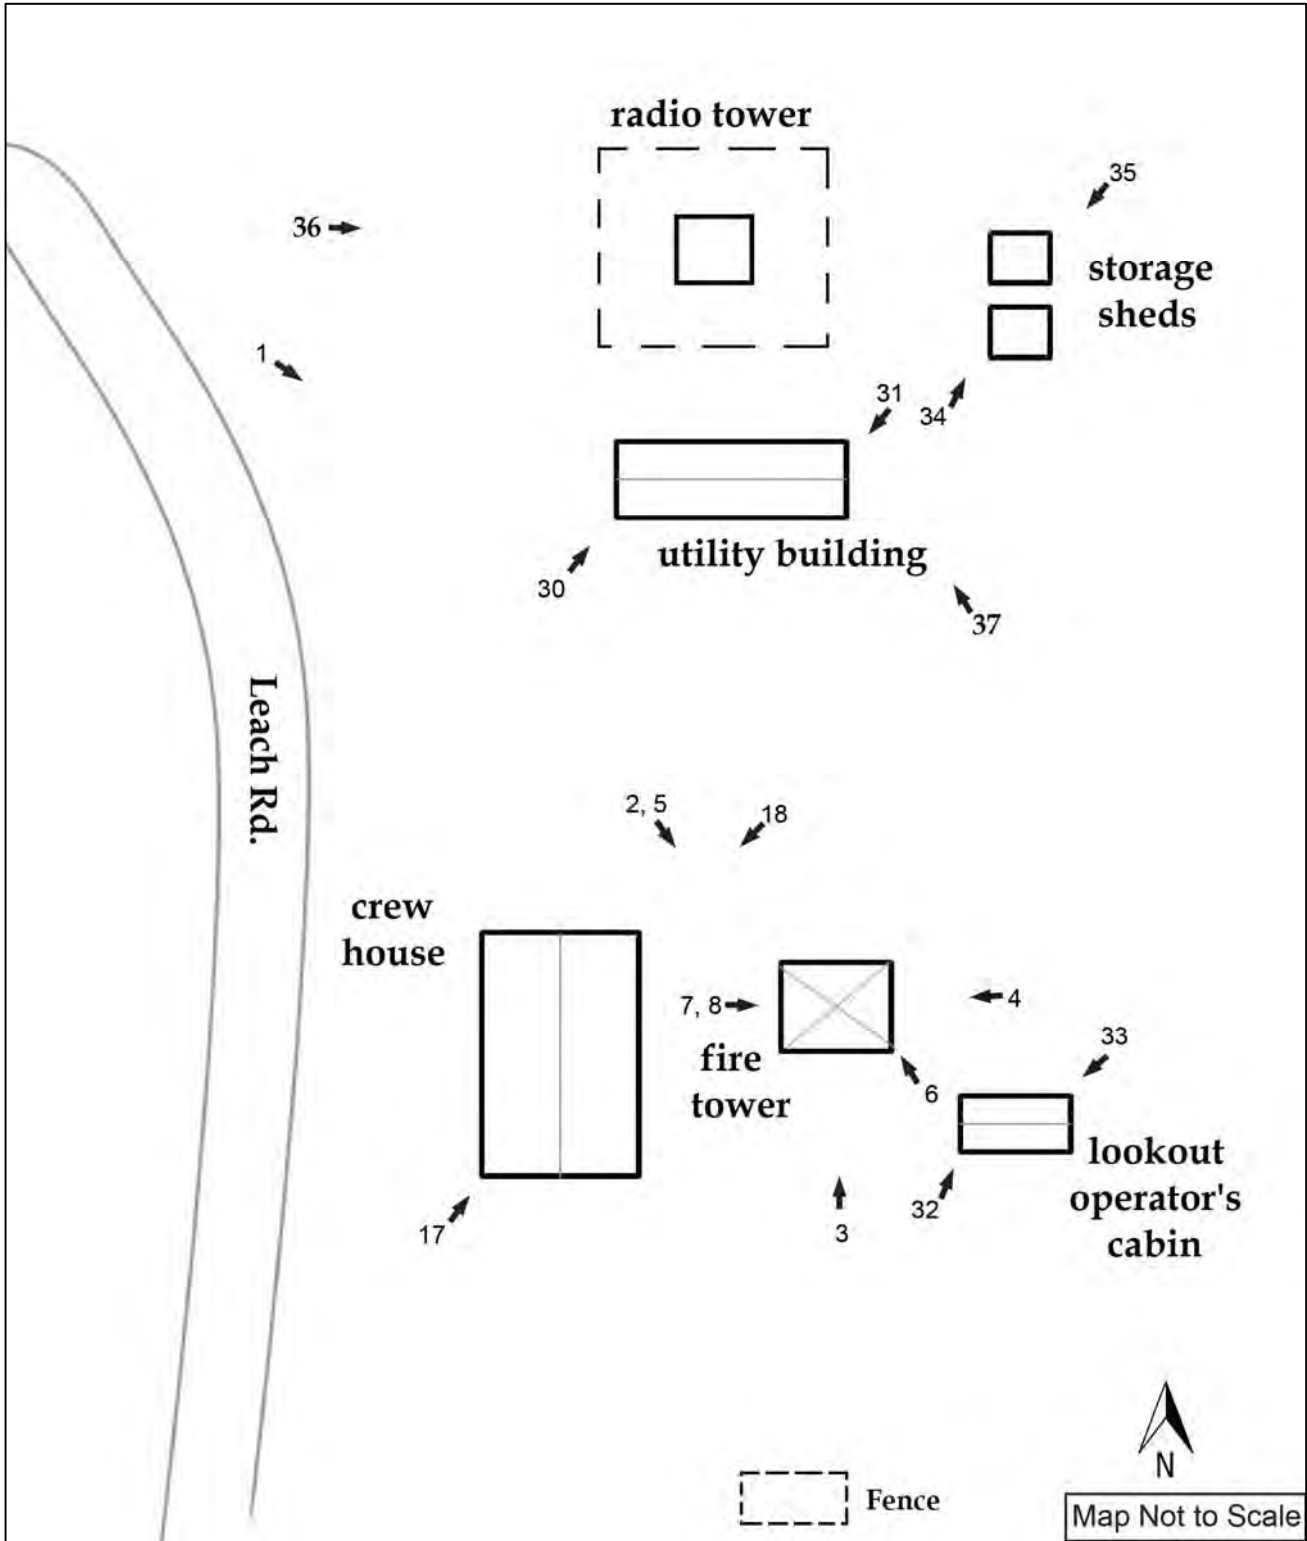 radio tower
35
36
storage
sheds
1
31
34
utility building
30
37
Leach Rd.
2, 5
18
crew
house
7, 8
4
fire
tower
33
6
lookout
operator's
cabin
32
17
3
N
Fence
Map Not to Scale